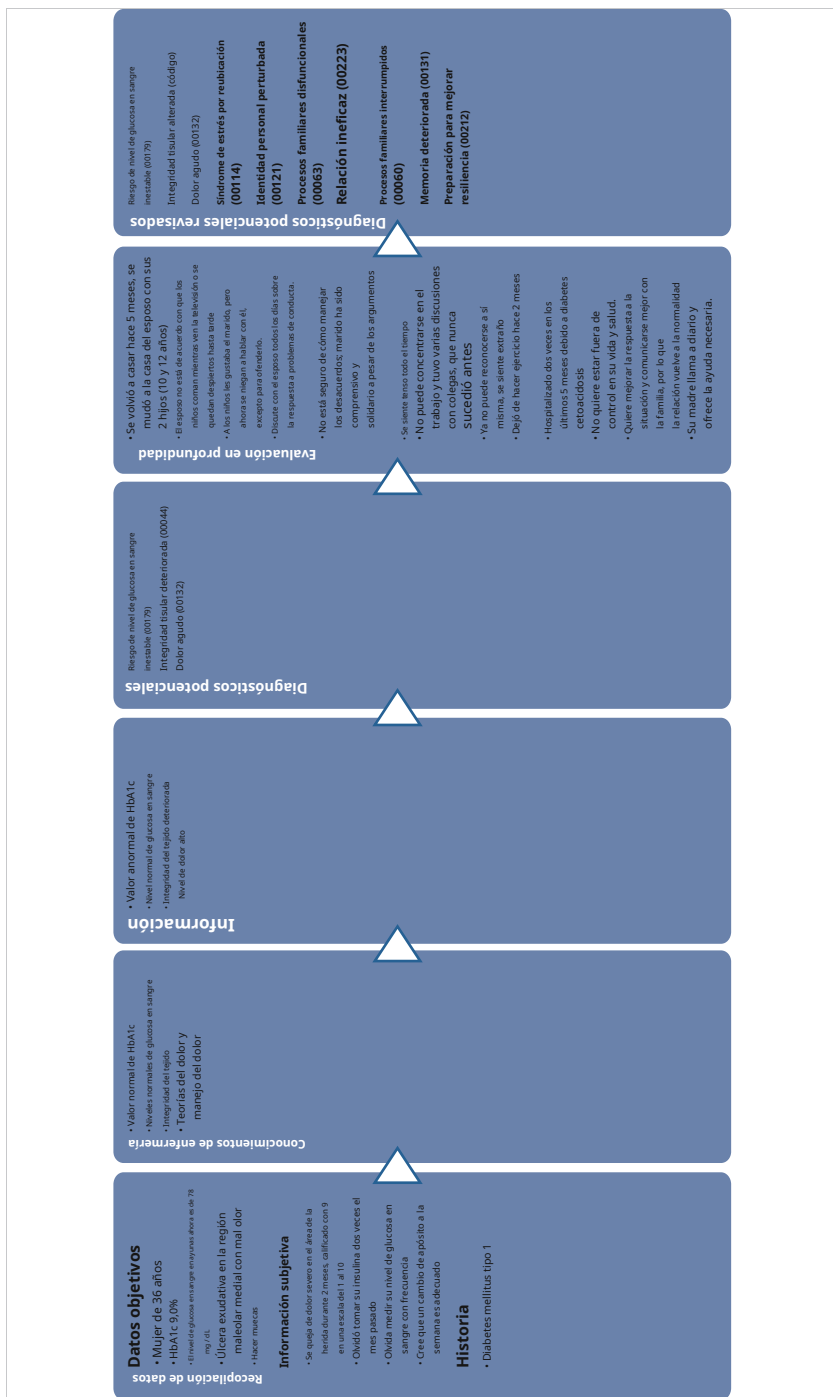 Recopilación de datos
Datos objetivos
• Mujer de 36 años
• HbA1c 9,0%
• El nivel de glucosa en sangre en ayunas ahora es de 78
mg / dL
• Úlcera exudativa en la región
maleolar medial con mal olor
• Hacer muecas
Información subjetiva
• Se queja de dolor severo en el área de la
herida durante 2 meses, calificado con 9
en una escala del 1 al 10
• Olvidó tomar su insulina dos veces el
mes pasado
• Olvida medir su nivel de glucosa en
sangre con frecuencia
• Cree que un cambio de apósito a la
semana es adecuado
Historia
• Diabetes mellitus tipo 1
Conocimientos de enfermería
• Valor normal de HbA1c
• Niveles normales de glucosa en sangre
• Integridad del tejido
• Teorías del dolor y
manejo del dolor
Información
• Valor anormal de HbA1c
• Nivel normal de glucosa en sangre
• Integridad del tejido deteriorada
Nivel de dolor alto
Diagnósticos potenciales
Riesgo de nivel de glucosa en sangre
inestable (00179)
Integridad tisular deteriorada (00044)
Dolor agudo (00132)
Evaluación en profundidad
• Se volvió a casar hace 5 meses, se
mudó a la casa del esposo con sus
2 hijos (10 y 12 años)
• El esposo no está de acuerdo con que los
niños coman mientras ven la televisión o se
quedan despiertos hasta tarde
• A los niños les gustaba el marido, pero
ahora se niegan a hablar con él,
excepto para ofenderlo.
• Discute con el esposo todos los días sobre
la respuesta a problemas de conducta.
• No está seguro de cómo manejar
los desacuerdos; marido ha sido
comprensivo y
solidario a pesar de los argumentos
• Se siente tenso todo el tiempo
• No puede concentrarse en el
trabajo y tuvo varias discusiones
con colegas, que nunca
sucedió antes
• Ya no puede reconocerse a sí
misma, se siente extraño
• Dejó de hacer ejercicio hace 2 meses
• Hospitalizado dos veces en los
últimos 5 meses debido a diabetes
cetoacidosis
• No quiere estar fuera de
control en su vida y salud.
• Quiere mejorar la respuesta a la
situación y comunicarse mejor con
la familia, por lo que
la relación vuelve a la normalidad
• Su madre llama a diario y
ofrece la ayuda necesaria.
Diagnósticos potenciales revisados
Riesgo de nivel de glucosa en sangre
inestable (00179)
Integridad tisular alterada (código)
Dolor agudo (00132)
Síndrome de estrés por reubicación
(00114)
Identidad personal perturbada
(00121)
Procesos familiares disfuncionales
(00063)
Relación ineficaz (00223)
Procesos familiares interrumpidos
(00060)
Memoria deteriorada (00131)
Preparación para mejorar
resiliencia (00212)